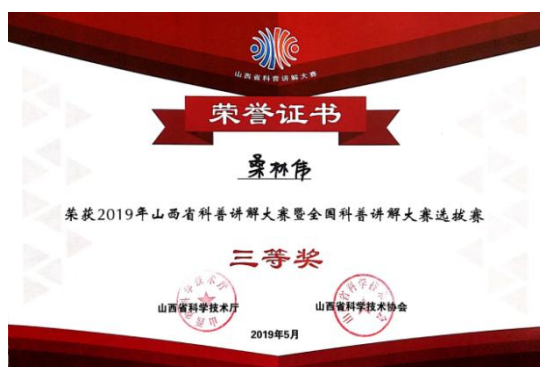 山西省科普讲解大赛
荣誉证书
桑林伟
荣获2019年山西省科普讲解大赛暨全国科普讲解大赛选拔赛
三等奖
山西省科学技术厅
山西省科学技术协会
2019年5月